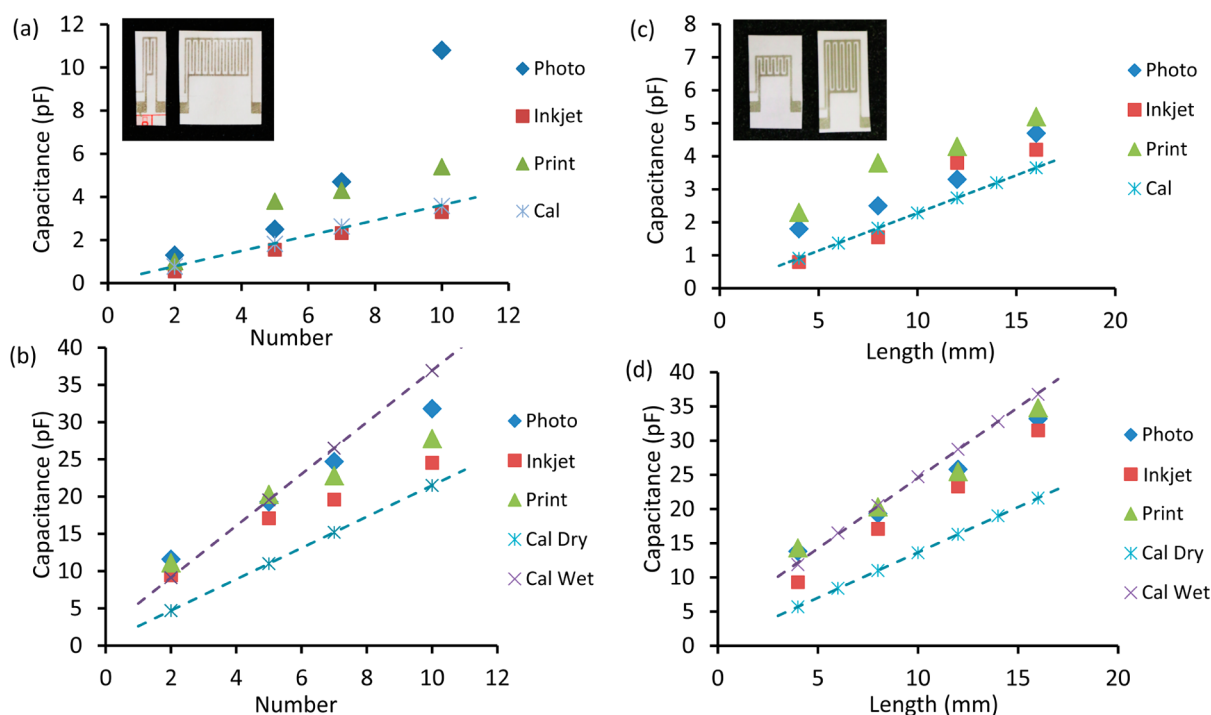 (a)
Capacitance (pF)
12
10
8
6
4
2
0
0 2 4 6 8 10 12
Number
Photo
Inkjet
Print
Cal
(c)
Capacitance (pF)
8
7
6
5
4
3
2
1
0
0 5 10 15 20
Length (mm)
Photo
Inkjet
Print
Cal
(b)
Capacitance (pF)
40
35
30
25
20
15
10
5
0
0 2 4 6 8 10 12
Number
Photo
Inkjet
Print
Cal Dry
Cal Wet
(d)
Capacitance (pF)
40
35
30
25
20
15
10
5
0
0 5 10 15 20
Length (mm)
Photo
Inkjet
Print
Cal Dry
Cal Wet